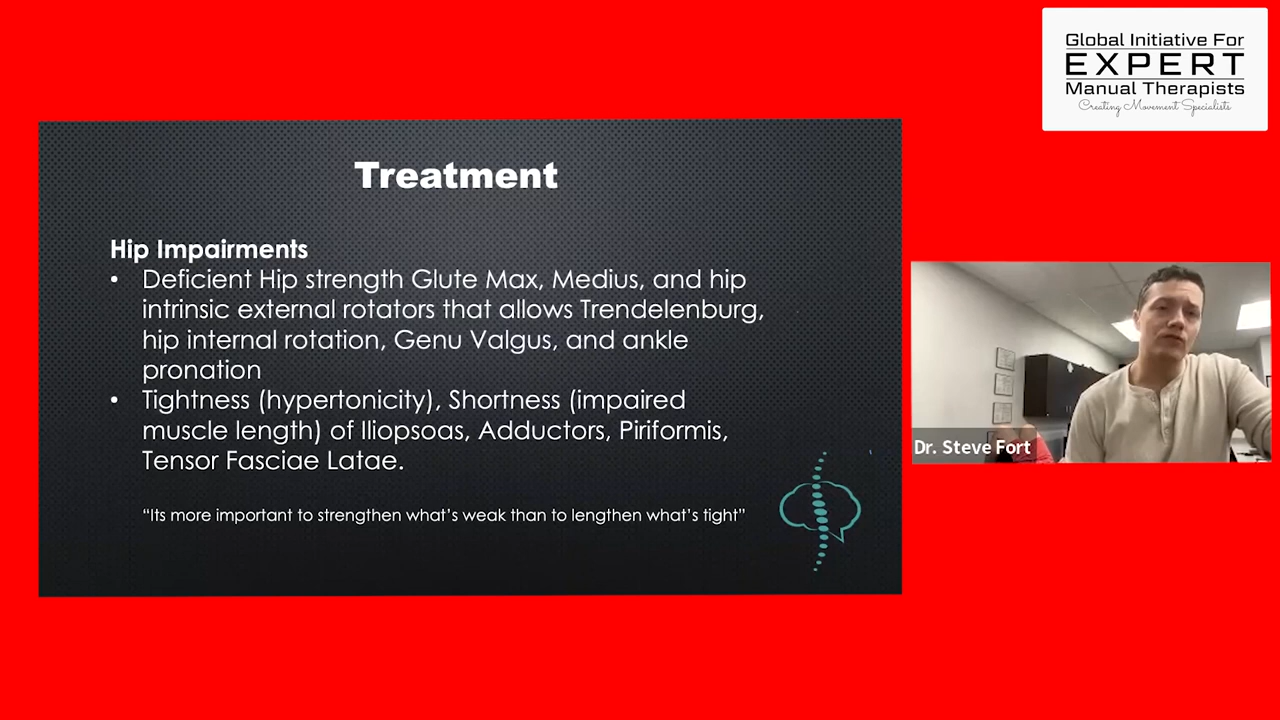 Global Initiative For
EXPERT
Manual Therapists
Creating Movement Specialists
Treatment
Hip Impairments
• Deficient Hip strength Glute Max, Medius, and hip
intrinsic external rotators that allows Trendelenburg,
hip internal rotation, Genu Valgus, and ankle
pronation
• Tightness (hypertonicity), Shortness (impaired
muscle length) of Iliopsoas, Adductors, Piriformis,
Tensor Fasciae Latae.
“Its more important to strengthen what’s weak than to lengthen what’s tight”
Dr. Steve Fort